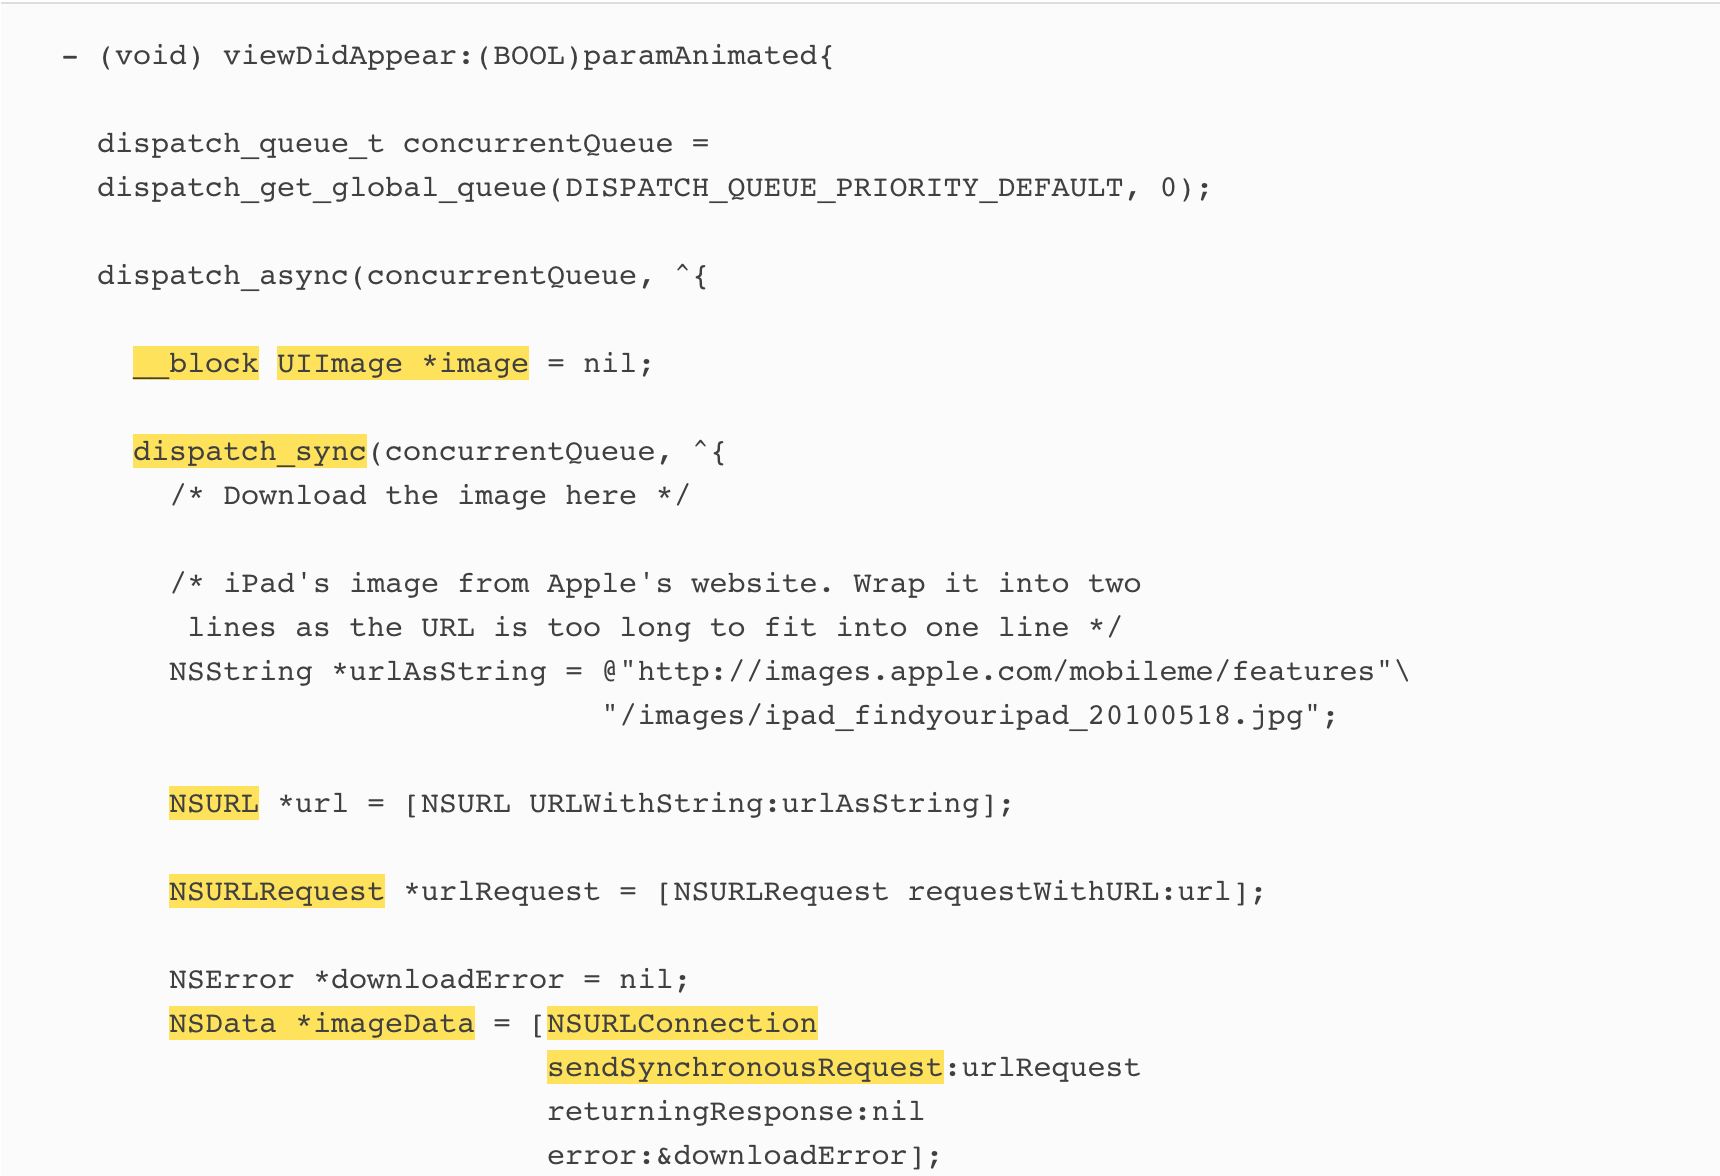 - (void) viewDidAppear:(BOOL)paramAnimated{
dispatch_queue_t concurrentQueue =
dispatch_get_global_queue(DISPATCH_QUEUE_PRIORITY_DEFAULT, 0);
dispatch_async(concurrentQueue, ^{
__block UIImage *image = nil;
dispatch_sync(concurrentQueue, ^{
/* Download the image here */
/* iPad's image from Apple's website. Wrap it into two
lines as the URL is too long to fit into one line */
NSString *urlAsString = @"http://images.apple.com/mobileme/features"\
"/images/ipad_findyouripad_20100518.jpg";
NSURL *url = [NSURL URLWithString:urlAsString];
NSURLRequest *urlRequest = [NSURLRequest requestWithURL:url];
NSError *downloadError = nil;
NSData *imageData = [NSURLConnection
sendSynchronousRequest:urlRequest
returningResponse:nil
error:&downloadError];